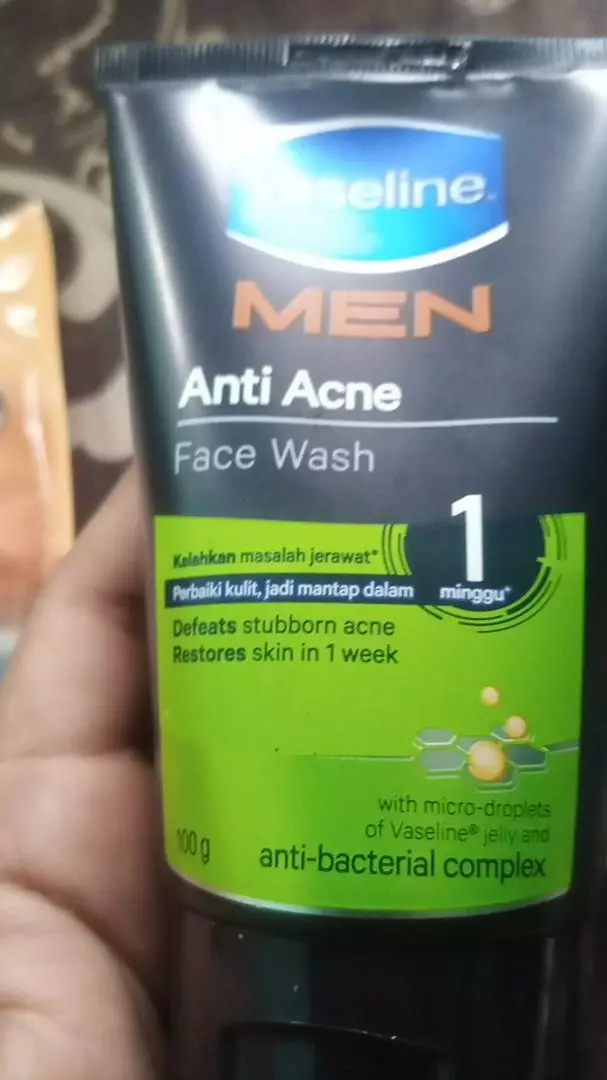 Vaseline
MEN
Anti Acne
Face Wash
Kalahkan masalah jerawat*
Perbaiki kulit, jadi mantap dalam 1 minggu*
Defeats stubborn acne
Restores skin in 1 week
with micro-droplets
of Vaseline® jelly and
anti-bacterial complex
100 g